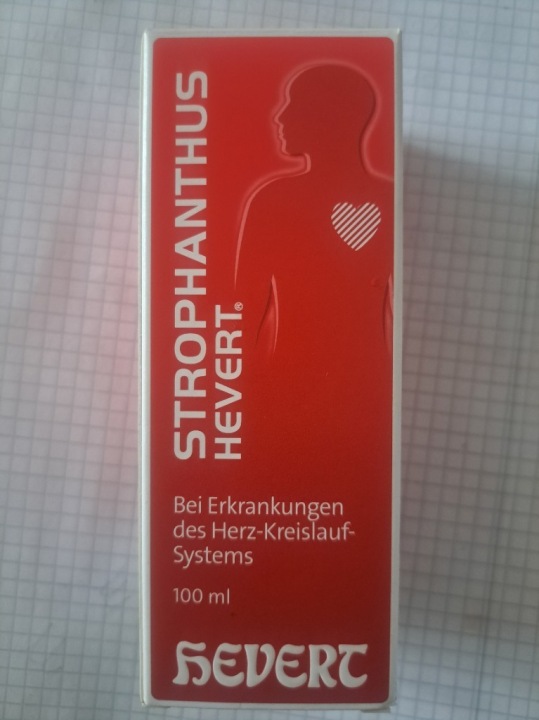 STROPHANTHUS
HEVERT®
Bei Erkrankungen
des Herz-Kreislauf-
Systems
100 ml
HEVERT